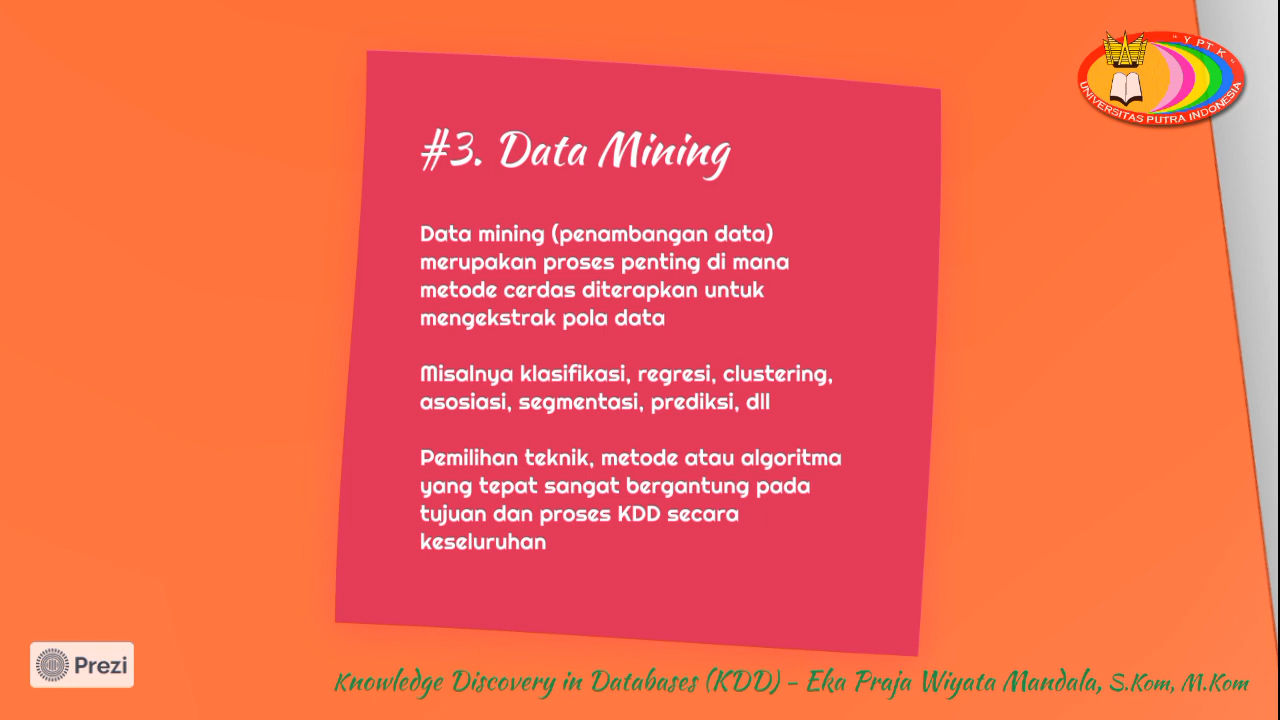 " Y P T K "
UNIVERSITAS PUTRA INDONESIA
#3. Data Mining
Data mining (penambangan data)
merupakan proses penting di mana
metode cerdas diterapkan untuk
mengekstrak pola data
Misalnya klasifikasi, regresi, clustering,
asosiasi, segmentasi, prediksi, dll
Pemilihan teknik, metode atau algoritma
yang tepat sangat bergantung pada
tujuan dan proses KDD secara
keseluruhan
Prezi
Knowledge Discovery in Databases (KDD) - Eka Praja Wiyata Mandala, S.Kom, M.Kom